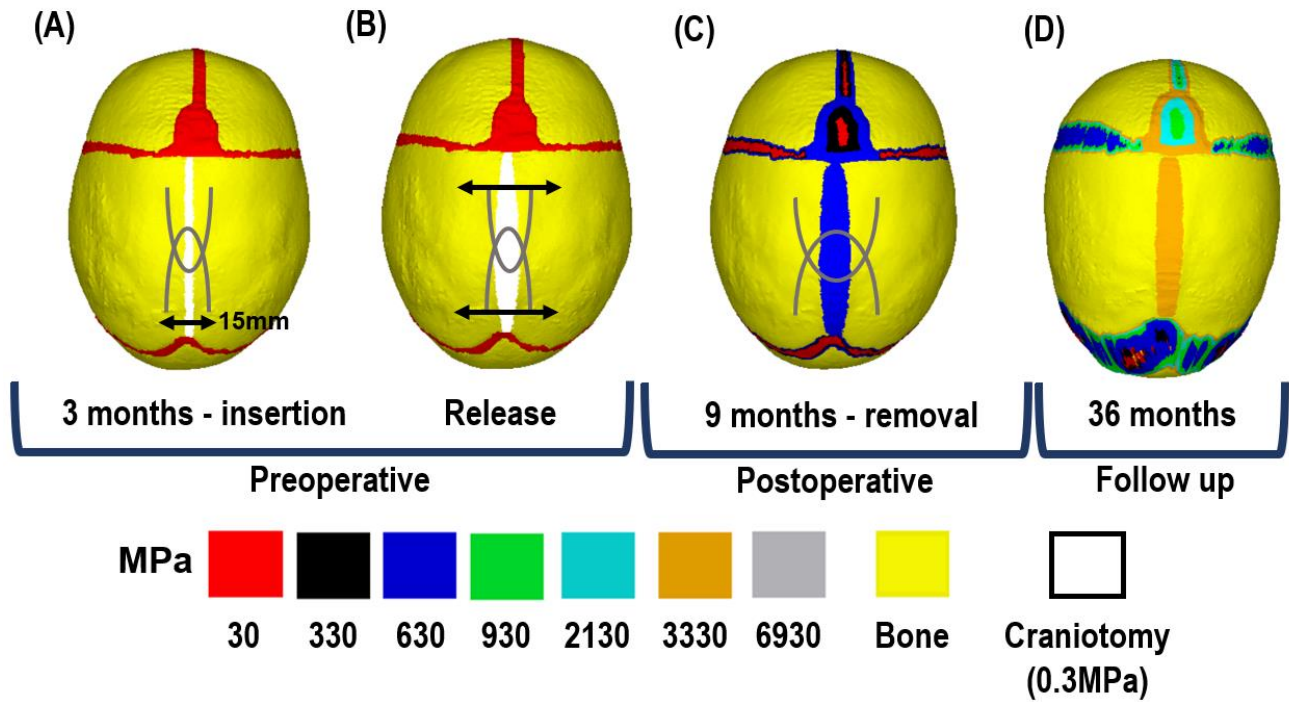 (A)
(B)
(C)
(D)
15mm
3 months - insertion
Release
9 months - removal
36 months
Preoperative
Postoperative
Follow up
MPa
30
330
630
930
2130
3330
6930
Bone
Craniotomy
(0.3MPa)